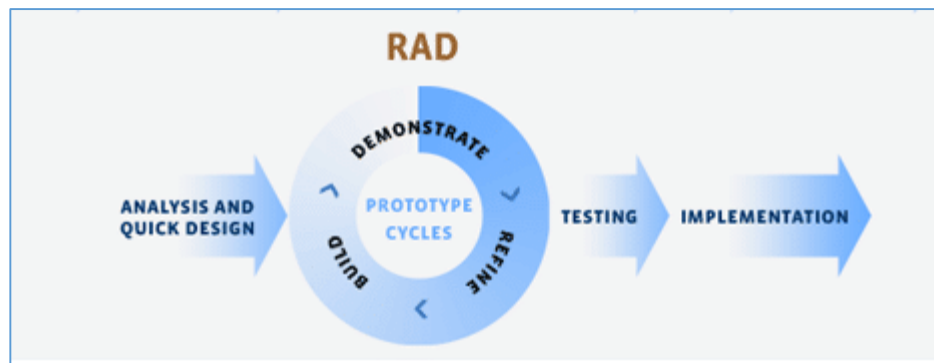 RAD
ANALYSIS AND
QUICK DESIGN
DEMONSTRATE
PROTOTYPE
CYCLES
REFINE
BUILD
TESTING
IMPLEMENTATION